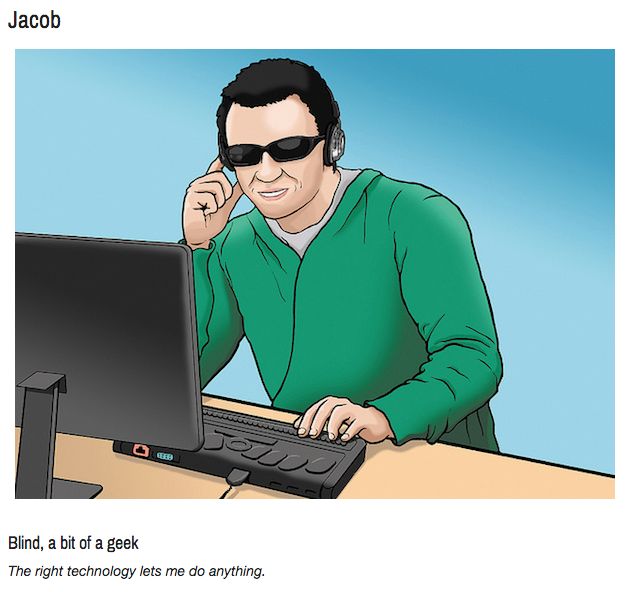 Jacob
Blind, a bit of a geek
The right technology lets me do anything.